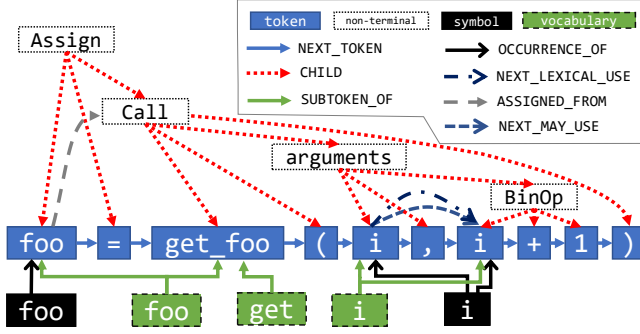 Assign
token
non-terminal
symbol
vocabulary
NEXT_TOKEN
OCCURRENCE_OF
CHILD
NEXT_LEXICAL_USE
SUBTOKEN_OF
ASSIGNED_FROM
NEXT_MAY_USE
Call
arguments
BinOp
foo = get_foo ( i , i + 1 )
foo foo get i i